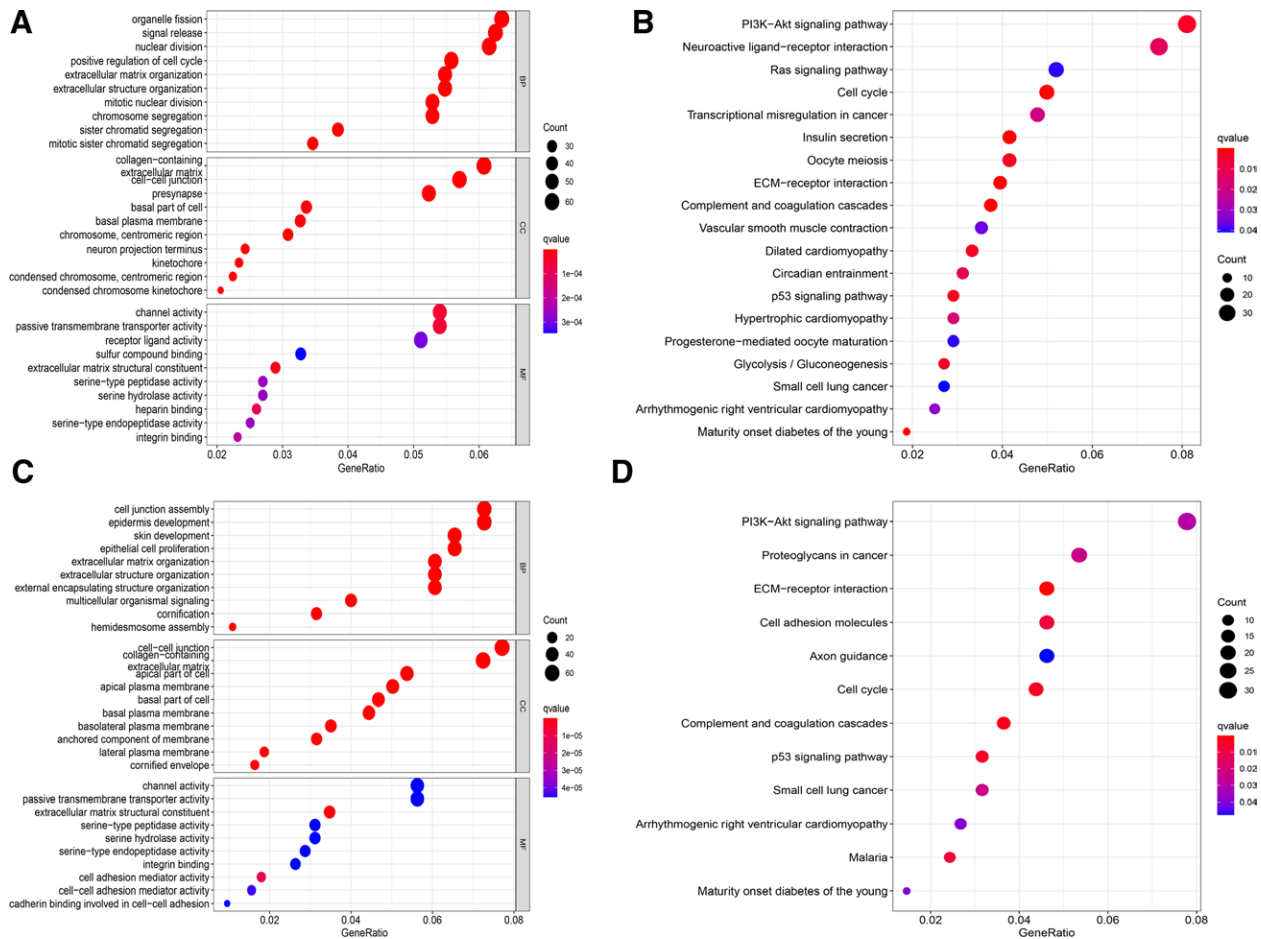 A
organelle fission
signal release
nuclear division
positive regulation of cell cycle
extracellular matrix organization
extracellular structure organization
mitotic nuclear division
chromosome segregation
sister chromatid segregation
mitotic sister chromatid segregation
BP
collagen−containing
extracellular matrix
cell−cell junction
presynapse
basal part of cell
basal plasma membrane
chromosome, centromeric region
neuron projection terminus
kinetochore
condensed chromosome, centromeric region
condensed chromosome kinetochore
CC
channel activity
passive transmembrane transporter activity
receptor ligand activity
sulfur compound binding
extracellular matrix structural constituent
serine−type peptidase activity
serine hydrolase activity
heparin binding
serine−type endopeptidase activity
integrin binding
MF
0.02 0.03 0.04 0.05 0.06
GeneRatio
Count
30
40
50
60
qvalue
1e−04
2e−04
3e−04
B
PI3K−Akt signaling pathway
Neuroactive ligand−receptor interaction
Ras signaling pathway
Cell cycle
Transcriptional misregulation in cancer
Insulin secretion
Oocyte meiosis
ECM−receptor interaction
Complement and coagulation cascades
Vascular smooth muscle contraction
Dilated cardiomyopathy
Circadian entrainment
p53 signaling pathway
Hypertrophic cardiomyopathy
Progesterone−mediated oocyte maturation
Glycolysis / Gluconeogenesis
Small cell lung cancer
Arrhythmogenic right ventricular cardiomyopathy
Maturity onset diabetes of the young
0.02 0.04 0.06 0.08
GeneRatio
qvalue
0.01
0.02
0.03
0.04
Count
10
20
30
C
cell junction assembly
epidermis development
skin development
epithelial cell proliferation
extracellular matrix organization
extracellular structure organization
external encapsulating structure organization
multicellular organismal signaling
cornification
hemidesmosome assembly
BP
cell−cell junction
collagen−containing
extracellular matrix
apical part of cell
apical plasma membrane
basal part of cell
basal plasma membrane
basolateral plasma membrane
anchored component of membrane
lateral plasma membrane
cornified envelope
CC
channel activity
passive transmembrane transporter activity
extracellular matrix structural constituent
serine−type peptidase activity
serine hydrolase activity
serine−type endopeptidase activity
integrin binding
cell adhesion mediator activity
cell−cell adhesion mediator activity
cadherin binding involved in cell−cell adhesion
MF
0.02 0.04 0.06 0.08
GeneRatio
Count
20
40
60
qvalue
1e−05
2e−05
3e−05
4e−05
D
PI3K−Akt signaling pathway
Proteoglycans in cancer
ECM−receptor interaction
Cell adhesion molecules
Axon guidance
Cell cycle
Complement and coagulation cascades
p53 signaling pathway
Small cell lung cancer
Arrhythmogenic right ventricular cardiomyopathy
Malaria
Maturity onset diabetes of the young
0.02 0.04 0.06 0.08
GeneRatio
Count
10
15
20
25
30
qvalue
0.01
0.02
0.03
0.04